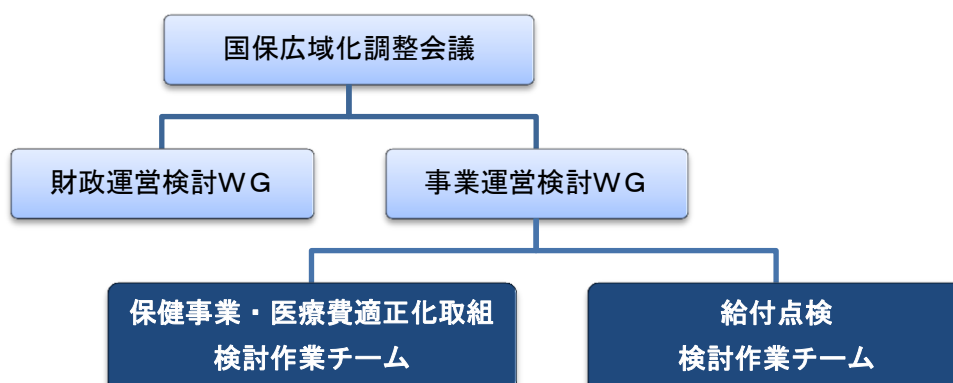 国保広域化調整会議
財政運営検討ＷＧ
事業運営検討ＷＧ
保健事業・医療費適正化取組
検討作業チーム
給付点検
検討作業チーム